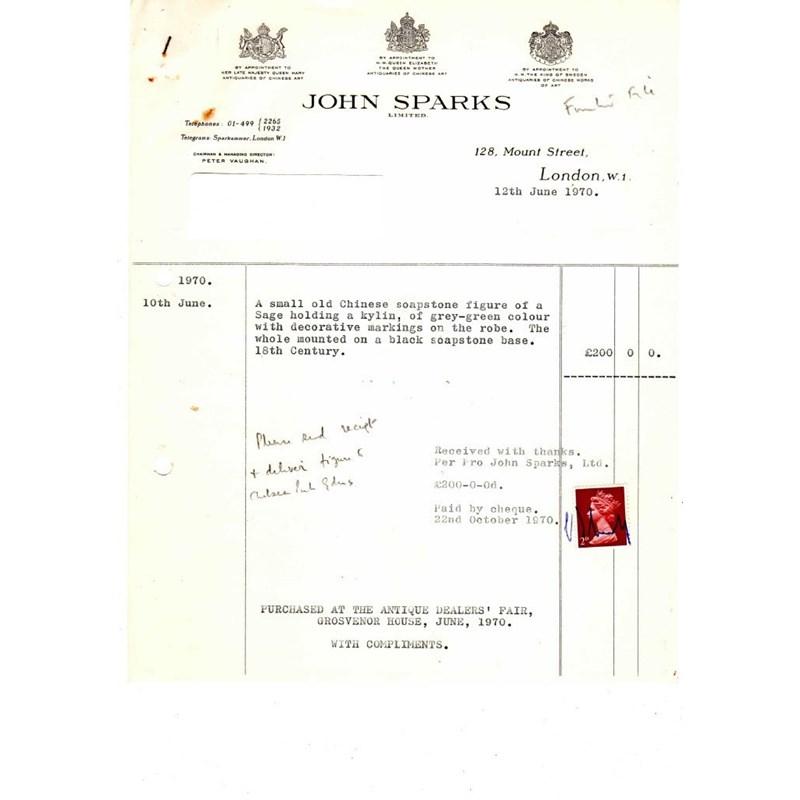 BY APPOINTMENT TO
HER LATE MAJESTY QUEEN MARY
ANTIQUARIES OF CHINESE ART
BY APPOINTMENT TO
H.M. QUEEN ELIZABETH
THE QUEEN MOTHER
ANTIQUARIES OF CHINESE ART
BY APPOINTMENT TO
H.M. THE KING OF SWEDEN
ANTIQUARIES OF CHINESE WORKS
OF ART
JOHN SPARKS
LIMITED.
Telephones: 01-499 { 2265
{ 1932
Telegrams: Sparksmwer, London W.1
CHAIRMAN & MANAGING DIRECTOR:
PETER VAUGHAN.
128, Mount Street,
London, W.1.
12th June 1970.
1970.
10th June.
A small old Chinese soapstone figure of a
Sage holding a kylin, of grey-green colour
with decorative markings on the robe. The
whole mounted on a black soapstone base.
18th Century.
£200 0 0.
Please send receipt
+ deliver figure
Received with thanks.
Per Pro John Sparks, Ltd.
£200-0-0d.
Paid by cheque.
22nd October 1970.
PURCHASED AT THE ANTIQUE DEALERS' FAIR,
GROSVENOR HOUSE, JUNE, 1970.
WITH COMPLIMENTS.